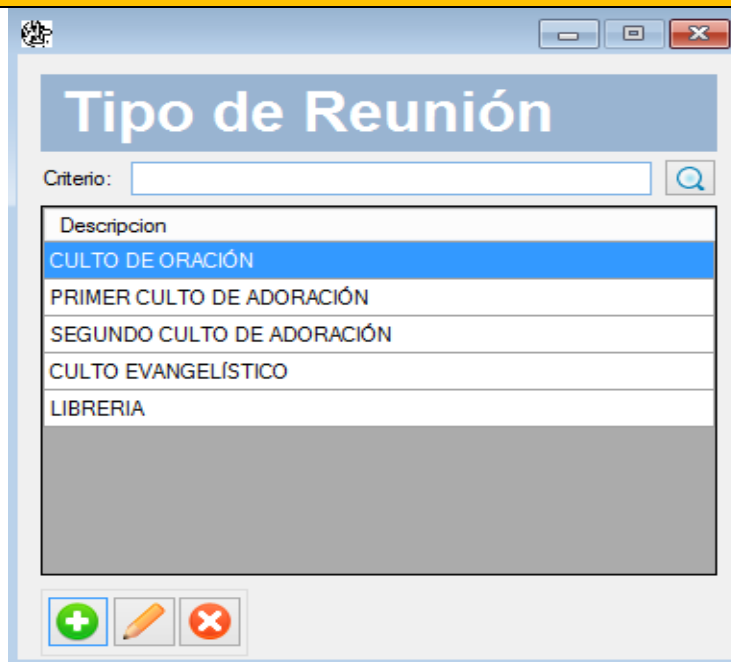 Tipo de Reunión
Criterio:
Descripcion
CULTO DE ORACIÓN
PRIMER CULTO DE ADORACIÓN
SEGUNDO CULTO DE ADORACIÓN
CULTO EVANGELÍSTICO
LIBRERIA